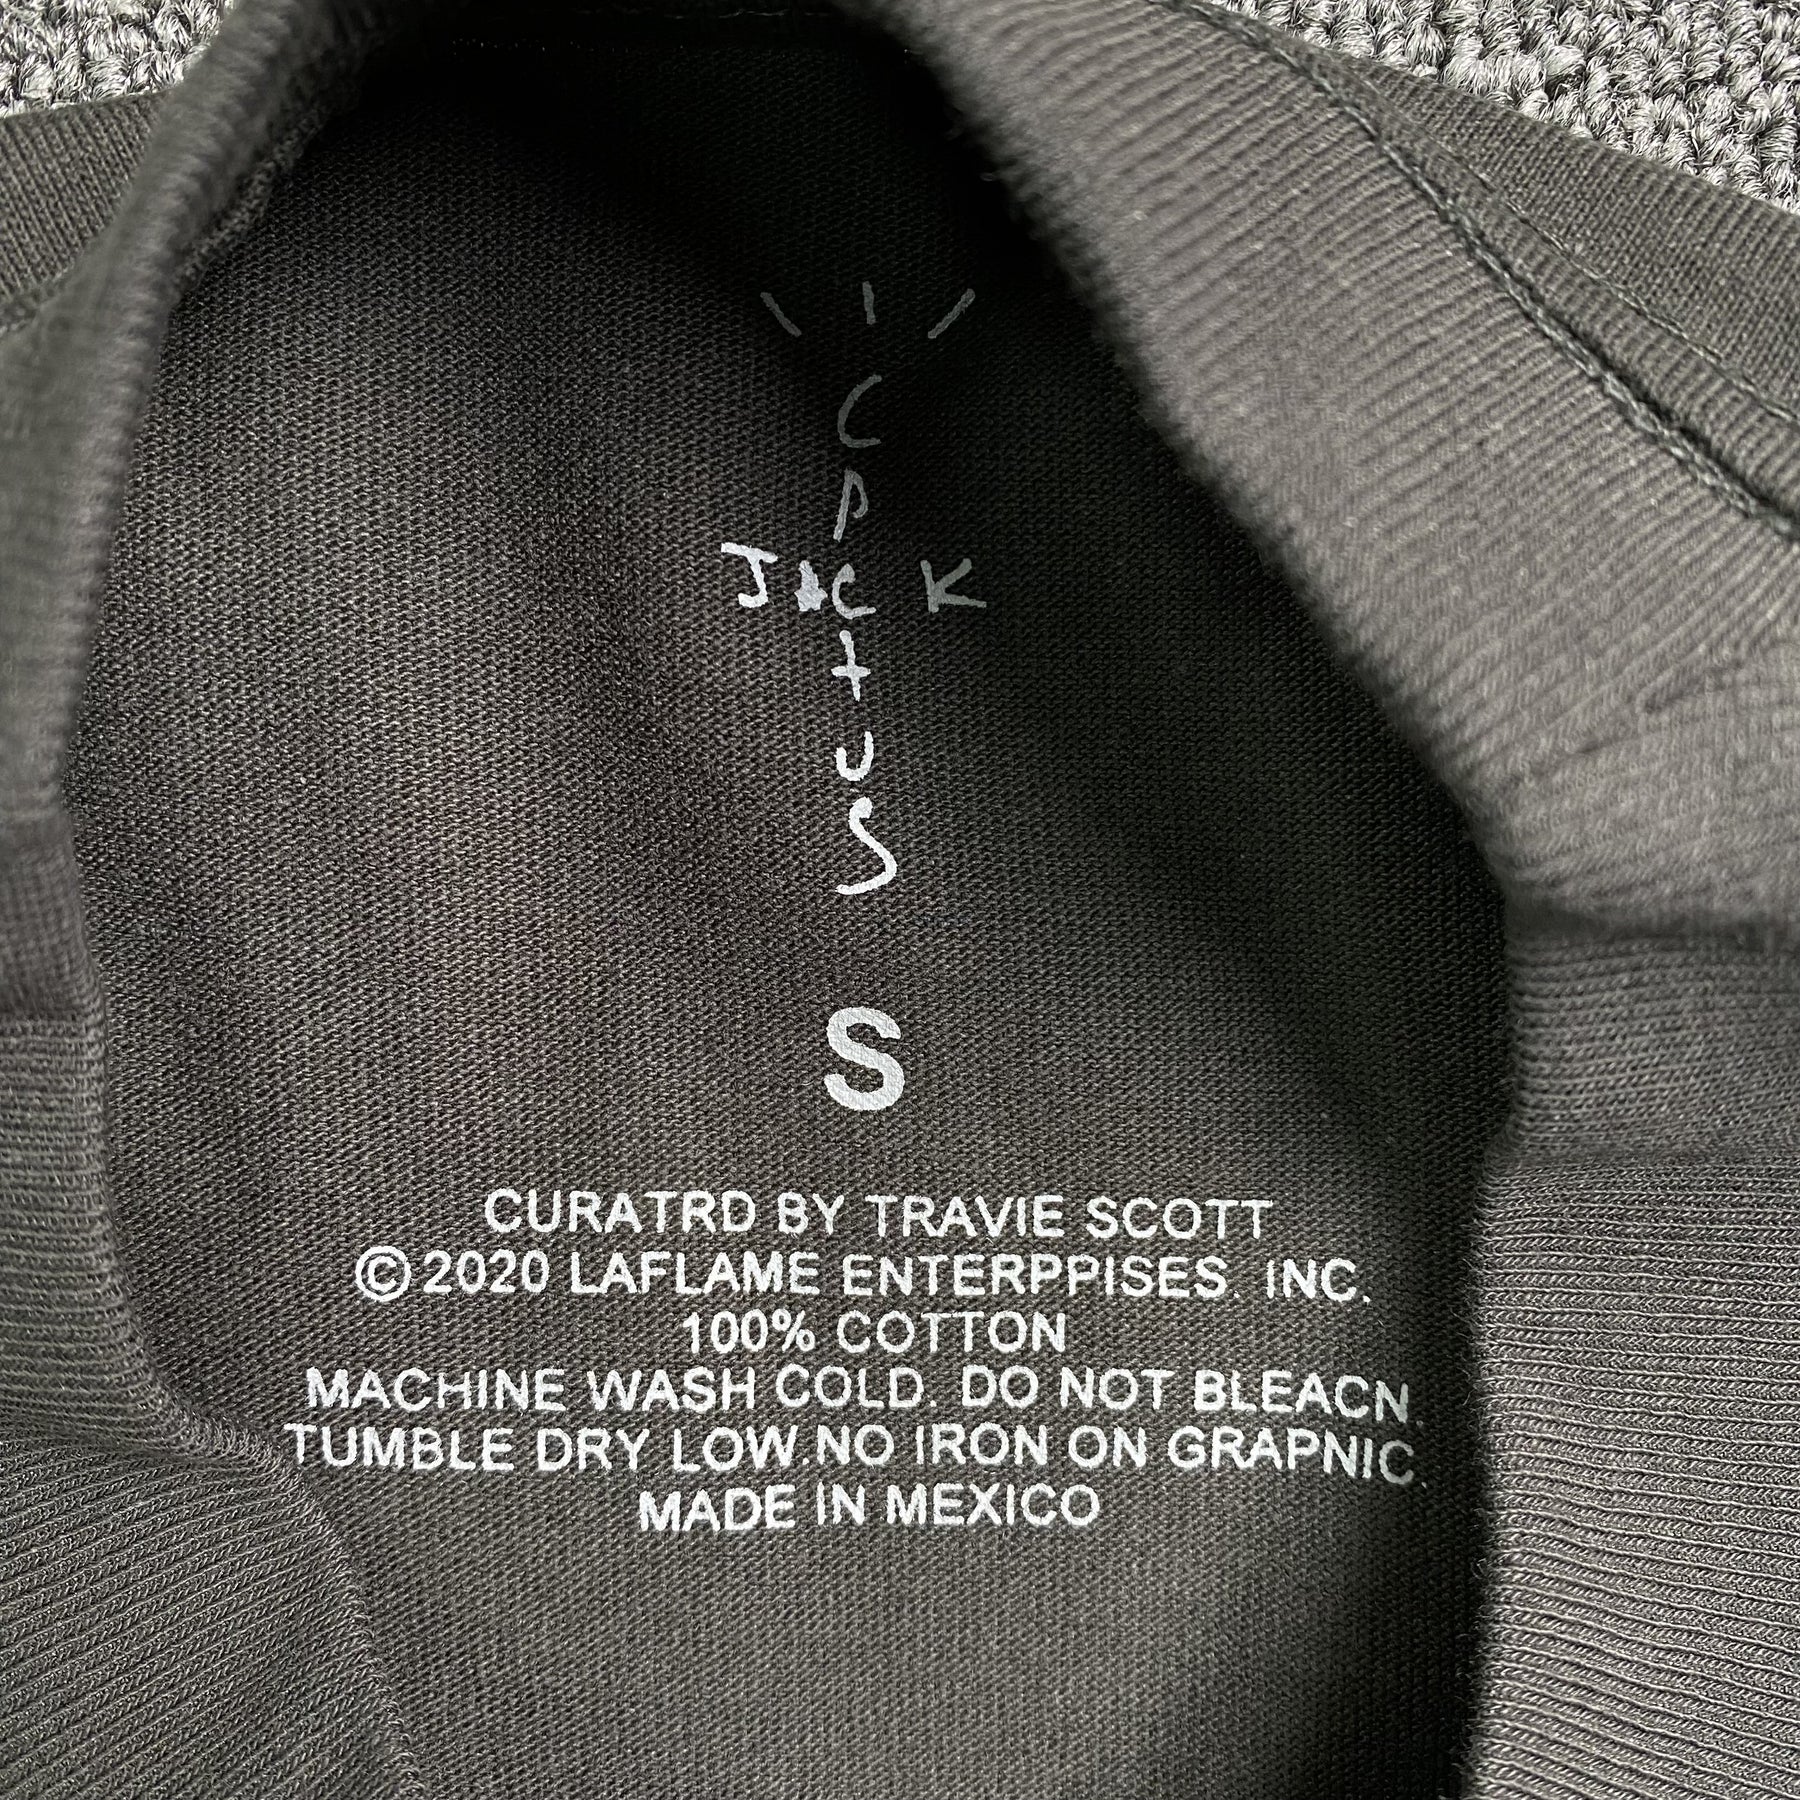 C
A
JACK
T
U
S
S
CURATRD BY TRAVIE SCOTT
©2020 LAFLAME ENTERPPISES. INC.
100% COTTON
MACHINE WASH COLD. DO NOT BLEACN.
TUMBLE DRY LOW.NO IRON ON GRAPNIC.
MADE IN MEXICO